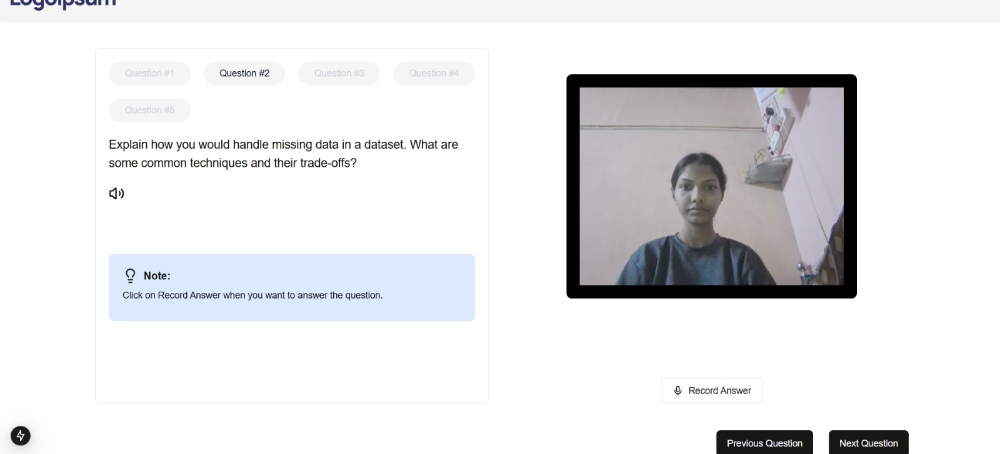 Logoipsum
Question #1
Question #2
Question #3
Question #4
Question #5
Explain how you would handle missing data in a dataset. What are
some common techniques and their trade-offs?
Note:
Click on Record Answer when you want to answer the question.
Record Answer
Previous Question
Next Question